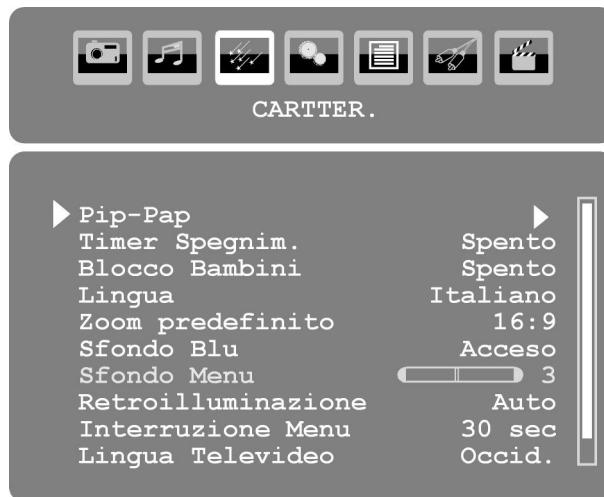 CARTTER.
Pip-Pap
Timer Spegnim. Spento
Blocco Bambini Spento
Lingua Italiano
Zoom predefinito 16:9
Sfondo Blu Acceso
Sfondo Menu 3
Retroilluminazione Auto
Interruzione Menu 30 sec
Lingua Televideo Occid.